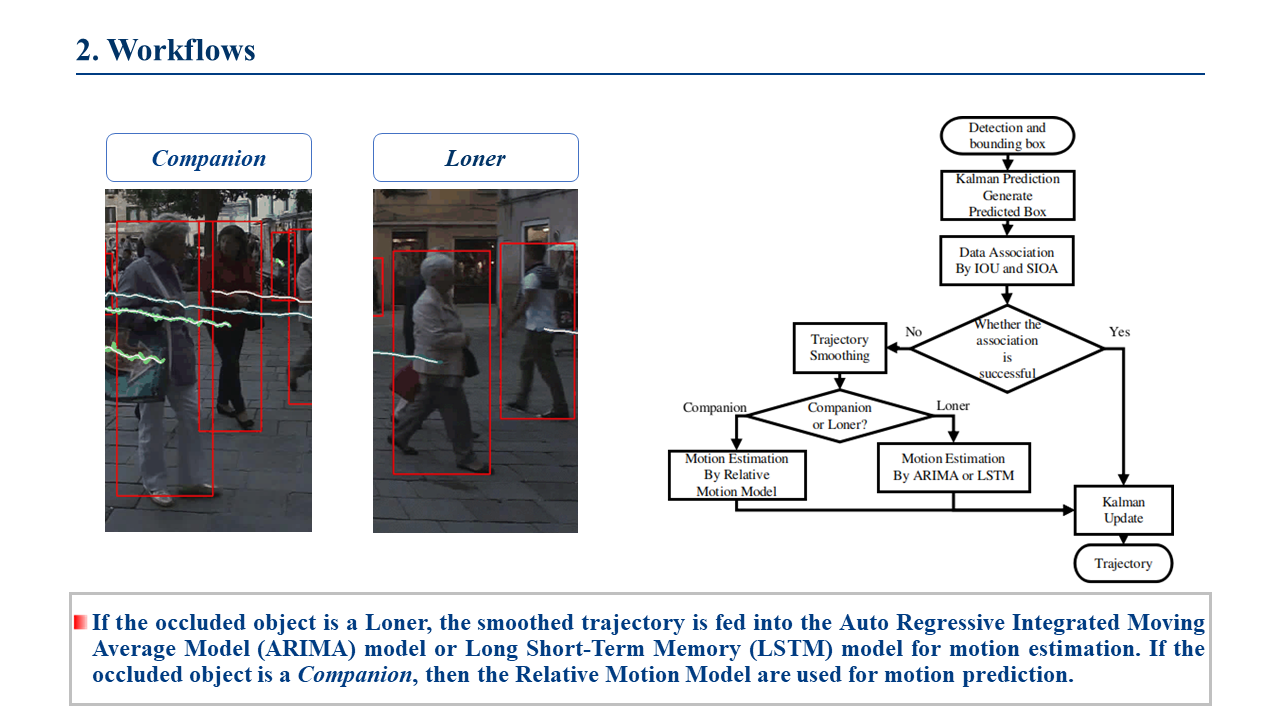 2. Workflows
Companion
Loner
Detection and
bounding box
Kalman Prediction
Generate
Predicted Box
Data Association
By IOU and SIOA
Whether the
association
is
successful
No
Yes
Trajectory
Smoothing
Companion
or Loner?
Companion
Loner
Motion Estimation
By Relative
Motion Model
Motion Estimation
By ARIMA or LSTM
Kalman
Update
Trajectory
If the occluded object is a Loner, the smoothed trajectory is fed into the Auto Regressive Integrated Moving
Average Model (ARIMA) model or Long Short-Term Memory (LSTM) model for motion estimation. If the
occluded object is a Companion, then the Relative Motion Model are used for motion prediction.